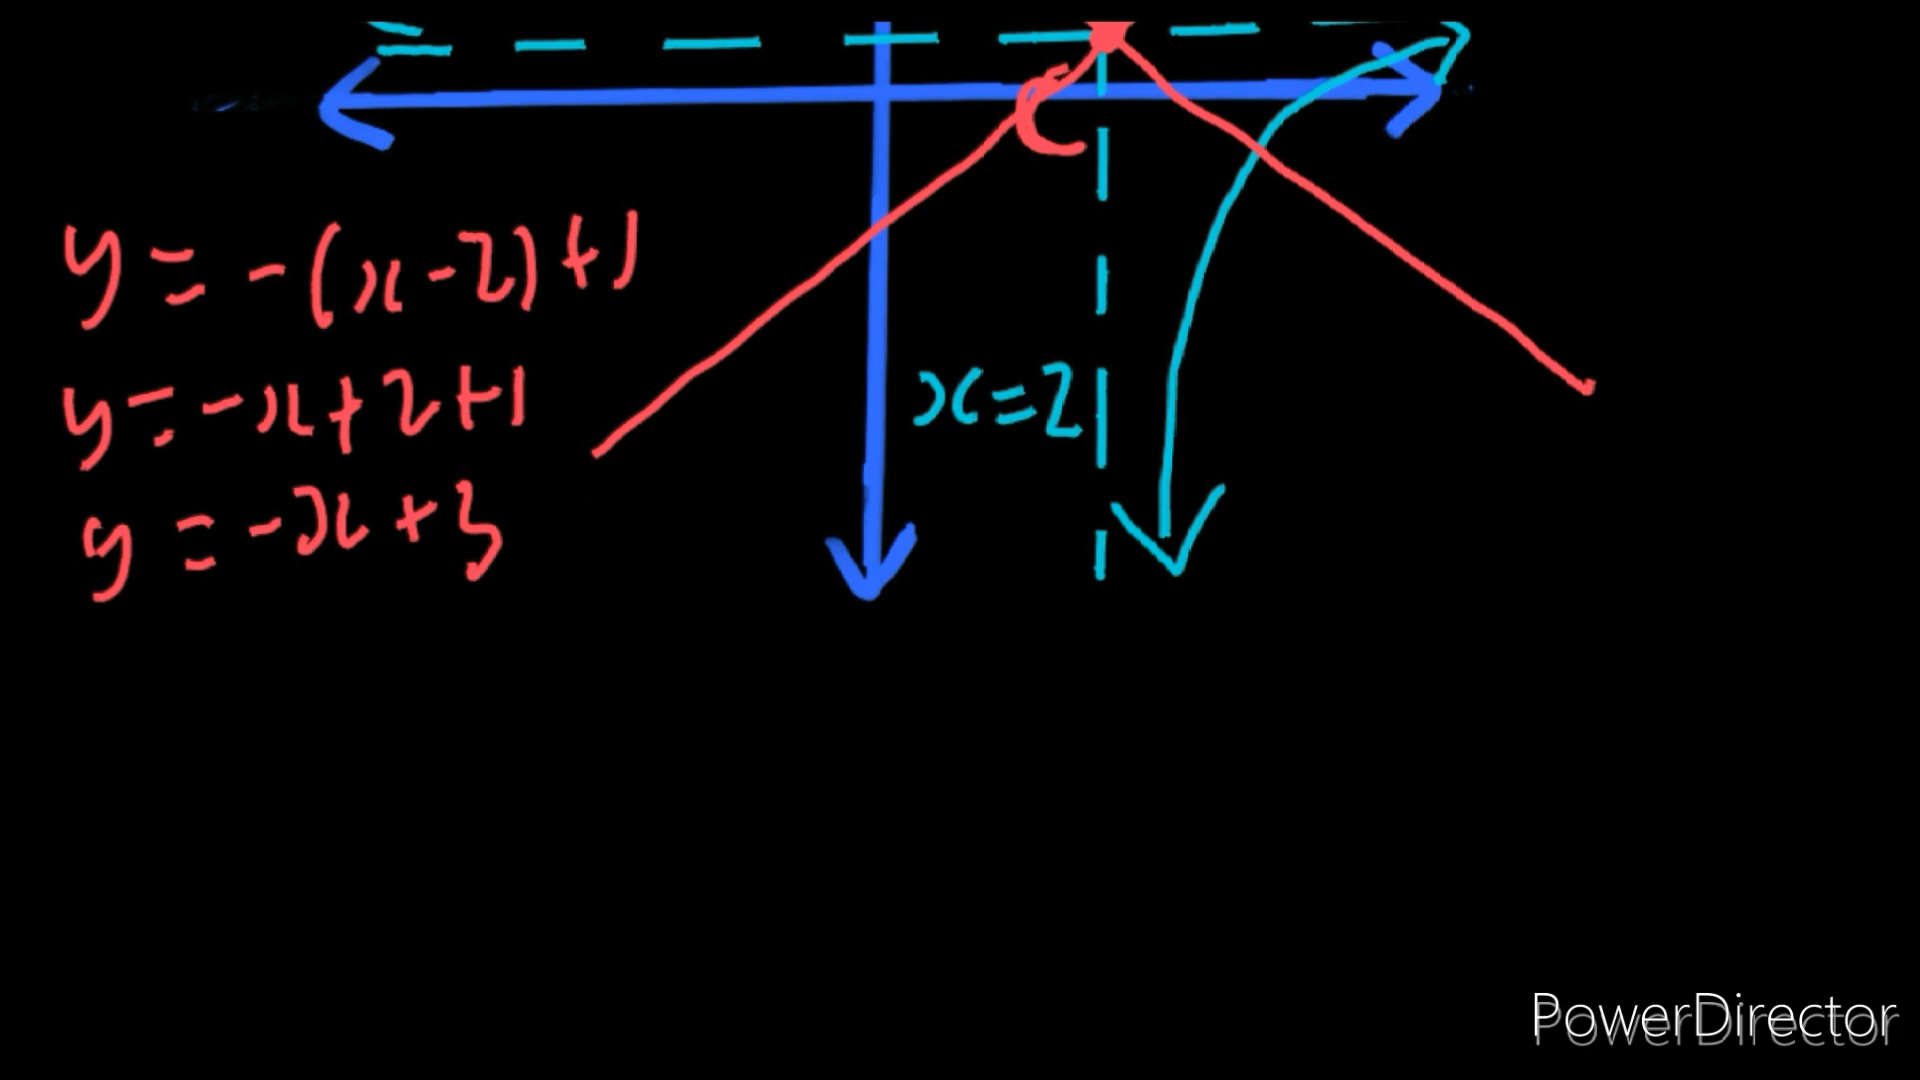 y = -(x-2)+1
y = -x+2+1
x=2
y = -x+3
PowerDirector